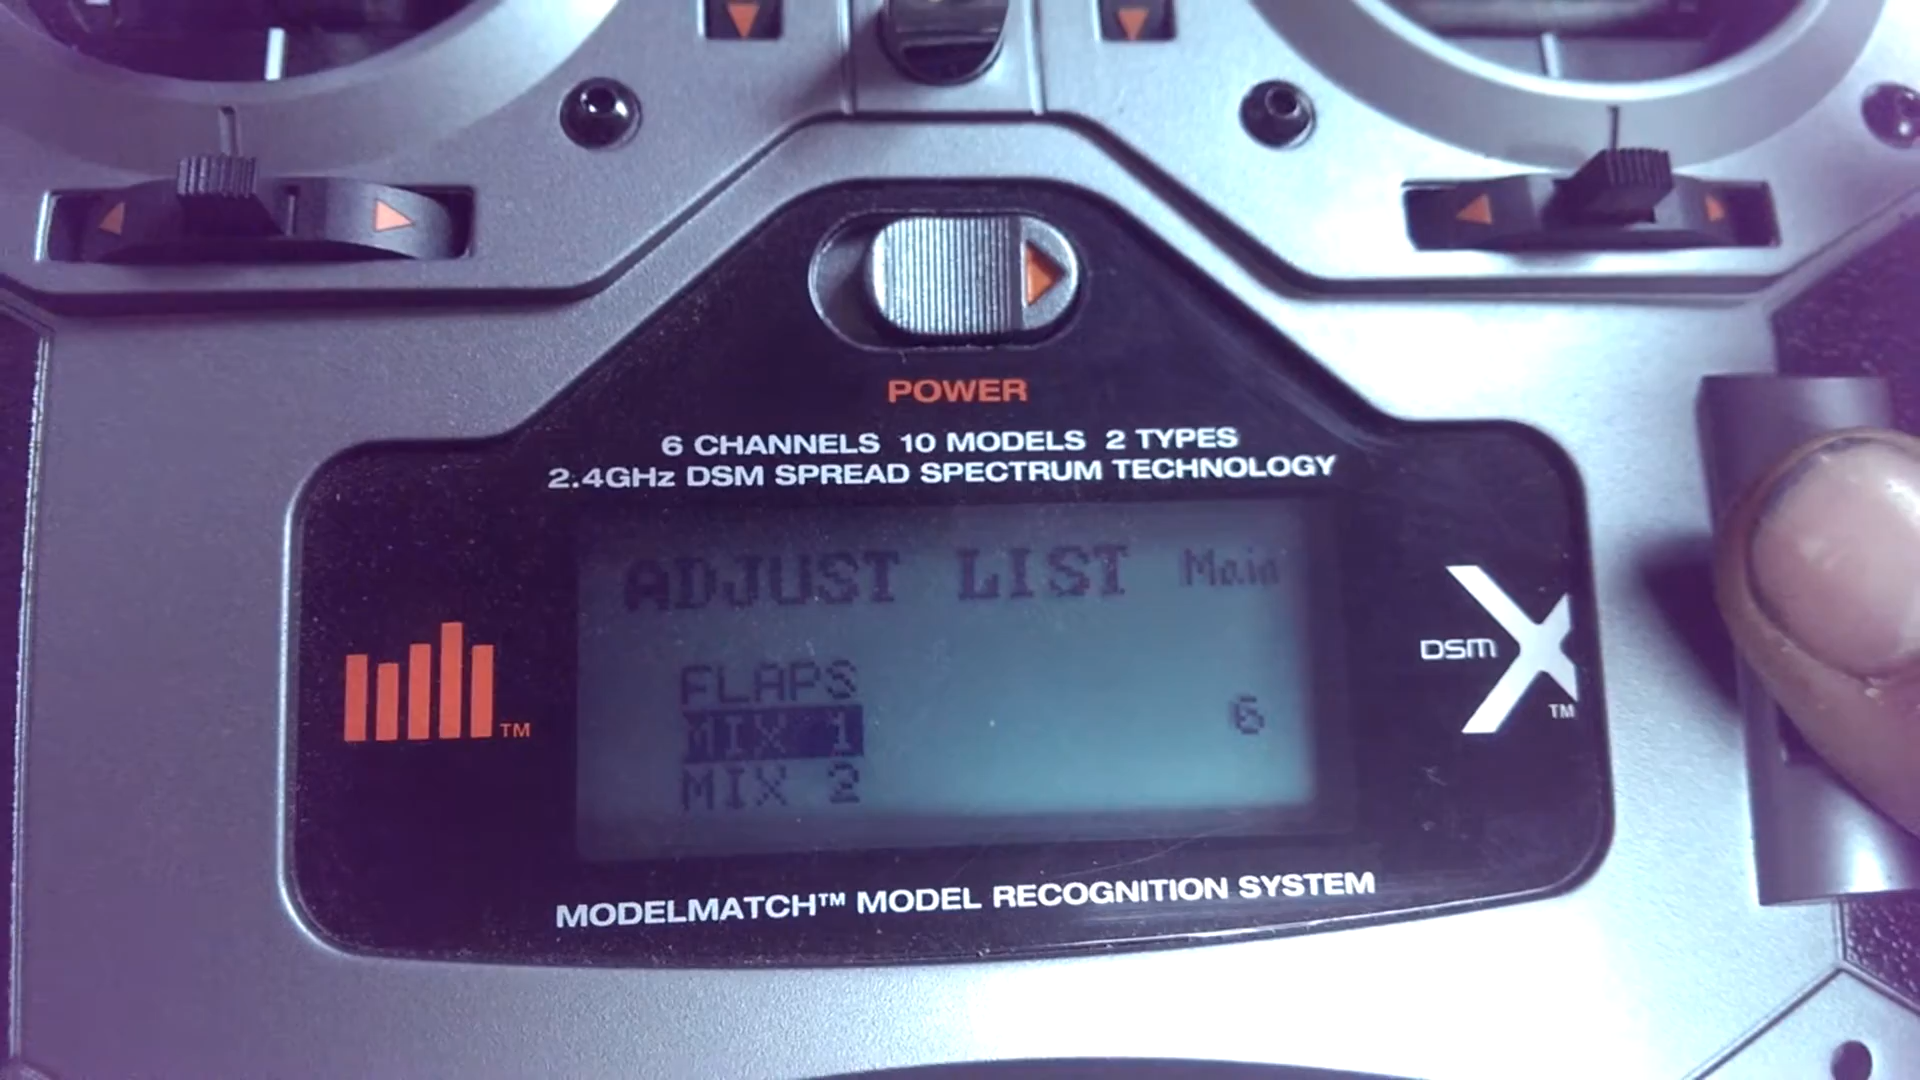 POWER
6 CHANNELS 10 MODELS 2 TYPES
2.4GHz DSM SPREAD SPECTRUM TECHNOLOGY
ADJUST LIST Main
FLAPS
MIX 1 6
MIX 2
TM
DSM X TM
MODELMATCH™ MODEL RECOGNITION SYSTEM